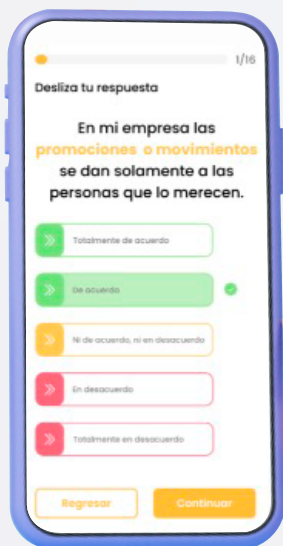 1/16
Desliza tu respuesta
En mi empresa las
promociones o movimientos
se dan solamente a las
personas que lo merecen.
Totalmente de acuerdo
De acuerdo
Ni de acuerdo, ni en desacuerdo
En desacuerdo
Totalmente en desacuerdo
Regresar
Continuar